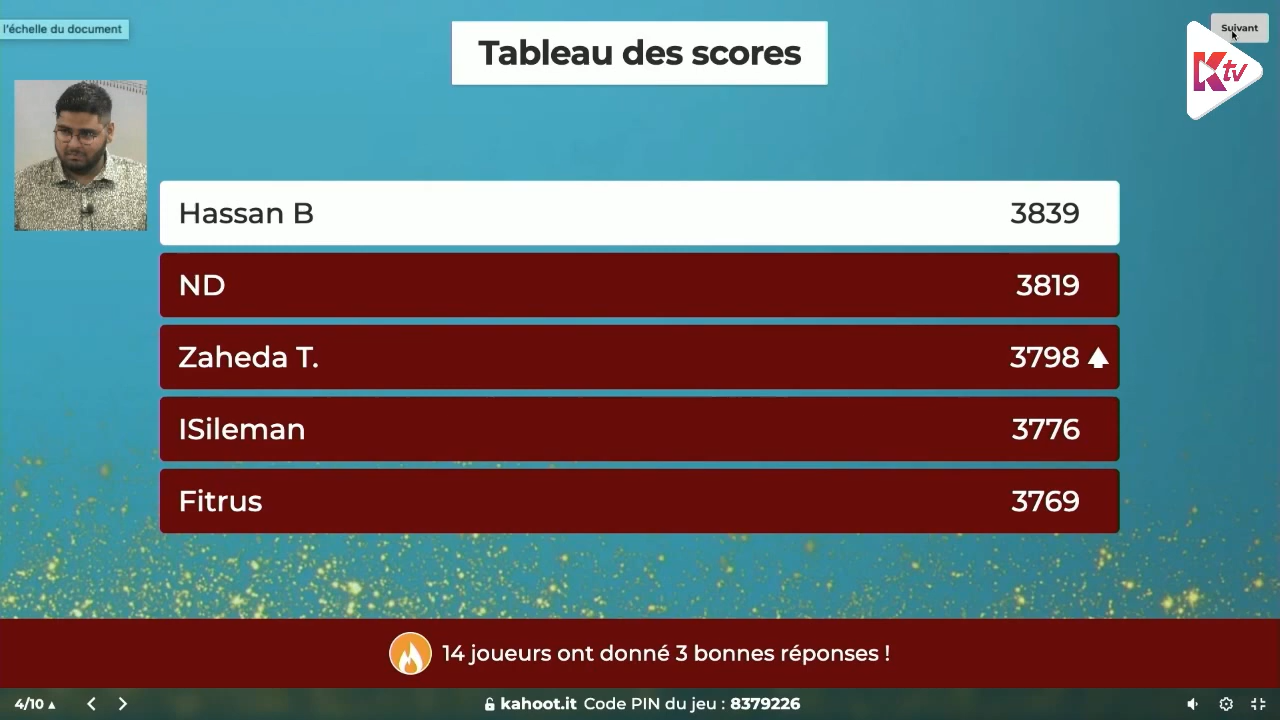 l'échelle du document
Tableau des scores
Suivant
Ktv
Hassan B 3839
ND 3819
Zaheda T. 3798
ISileman 3776
Fitrus 3769
14 joueurs ont donné 3 bonnes réponses !
4/10 ▲
kahoot.it Code PIN du jeu : 8379226